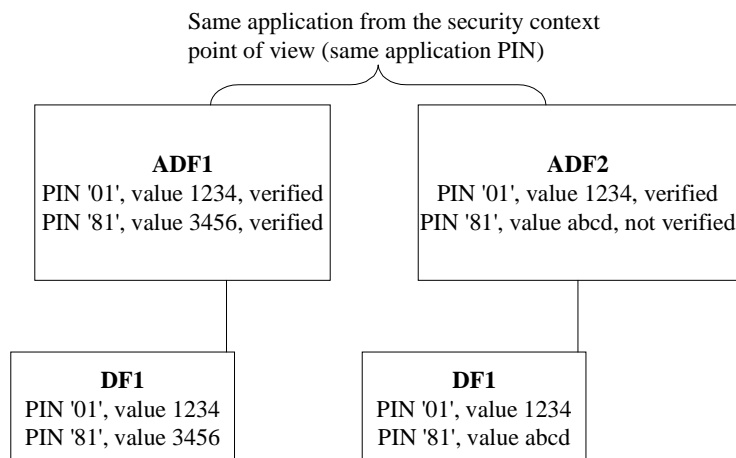 Same application from the security context
point of view (same application PIN)
ADF1
PIN '01', value 1234, verified
PIN '81', value 3456, verified
ADF2
PIN '01', value 1234, verified
PIN '81', value abcd, not verified
DF1
PIN '01', value 1234
PIN '81', value 3456
DF1
PIN '01', value 1234
PIN '81', value abcd